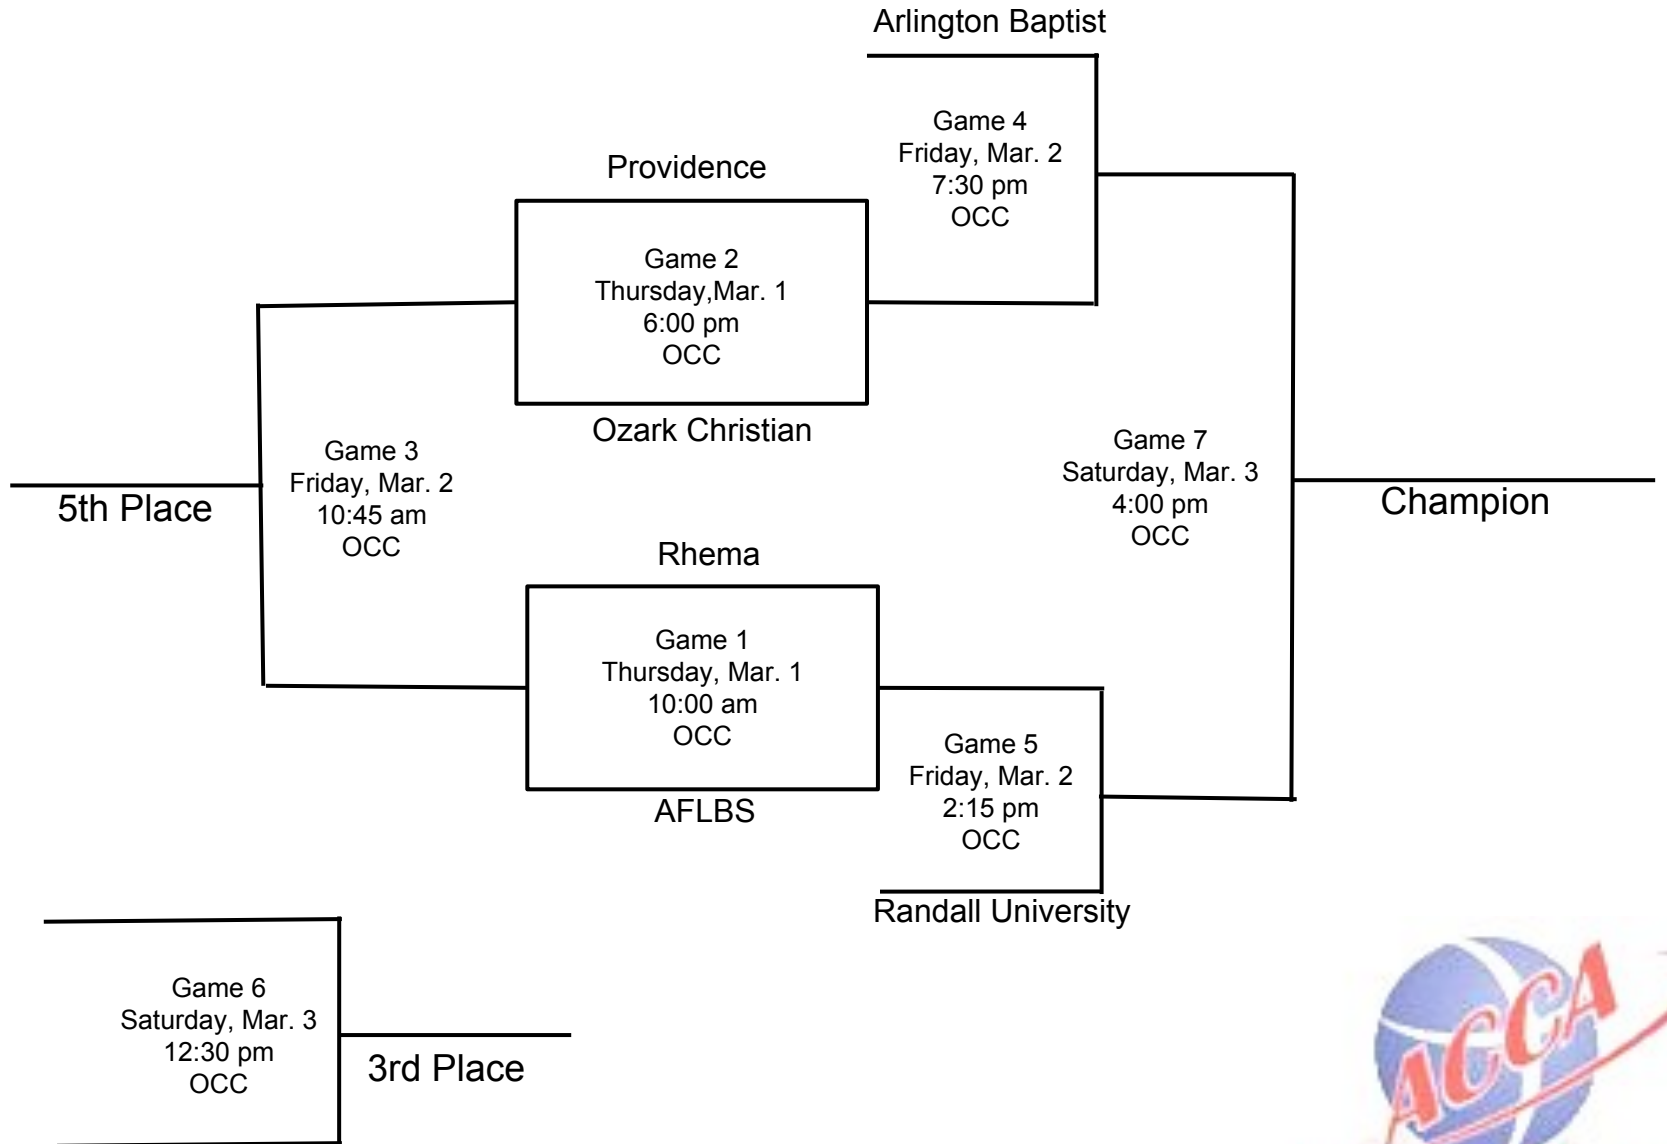 Arlington Baptist
Game 4
Friday, Mar. 2
7:30 pm
OCC
Providence
Game 2
Thursday,Mar. 1
6:00 pm
OCC
Ozark Christian
Game 3
Friday, Mar. 2
10:45 am
OCC
5th Place
Game 7
Saturday, Mar. 3
4:00 pm
OCC
Champion
Rhema
Game 1
Thursday, Mar. 1
10:00 am
OCC
AFLBS
Game 5
Friday, Mar. 2
2:15 pm
OCC
Randall University
Game 6
Saturday, Mar. 3
12:30 pm
OCC
3rd Place
ACCA